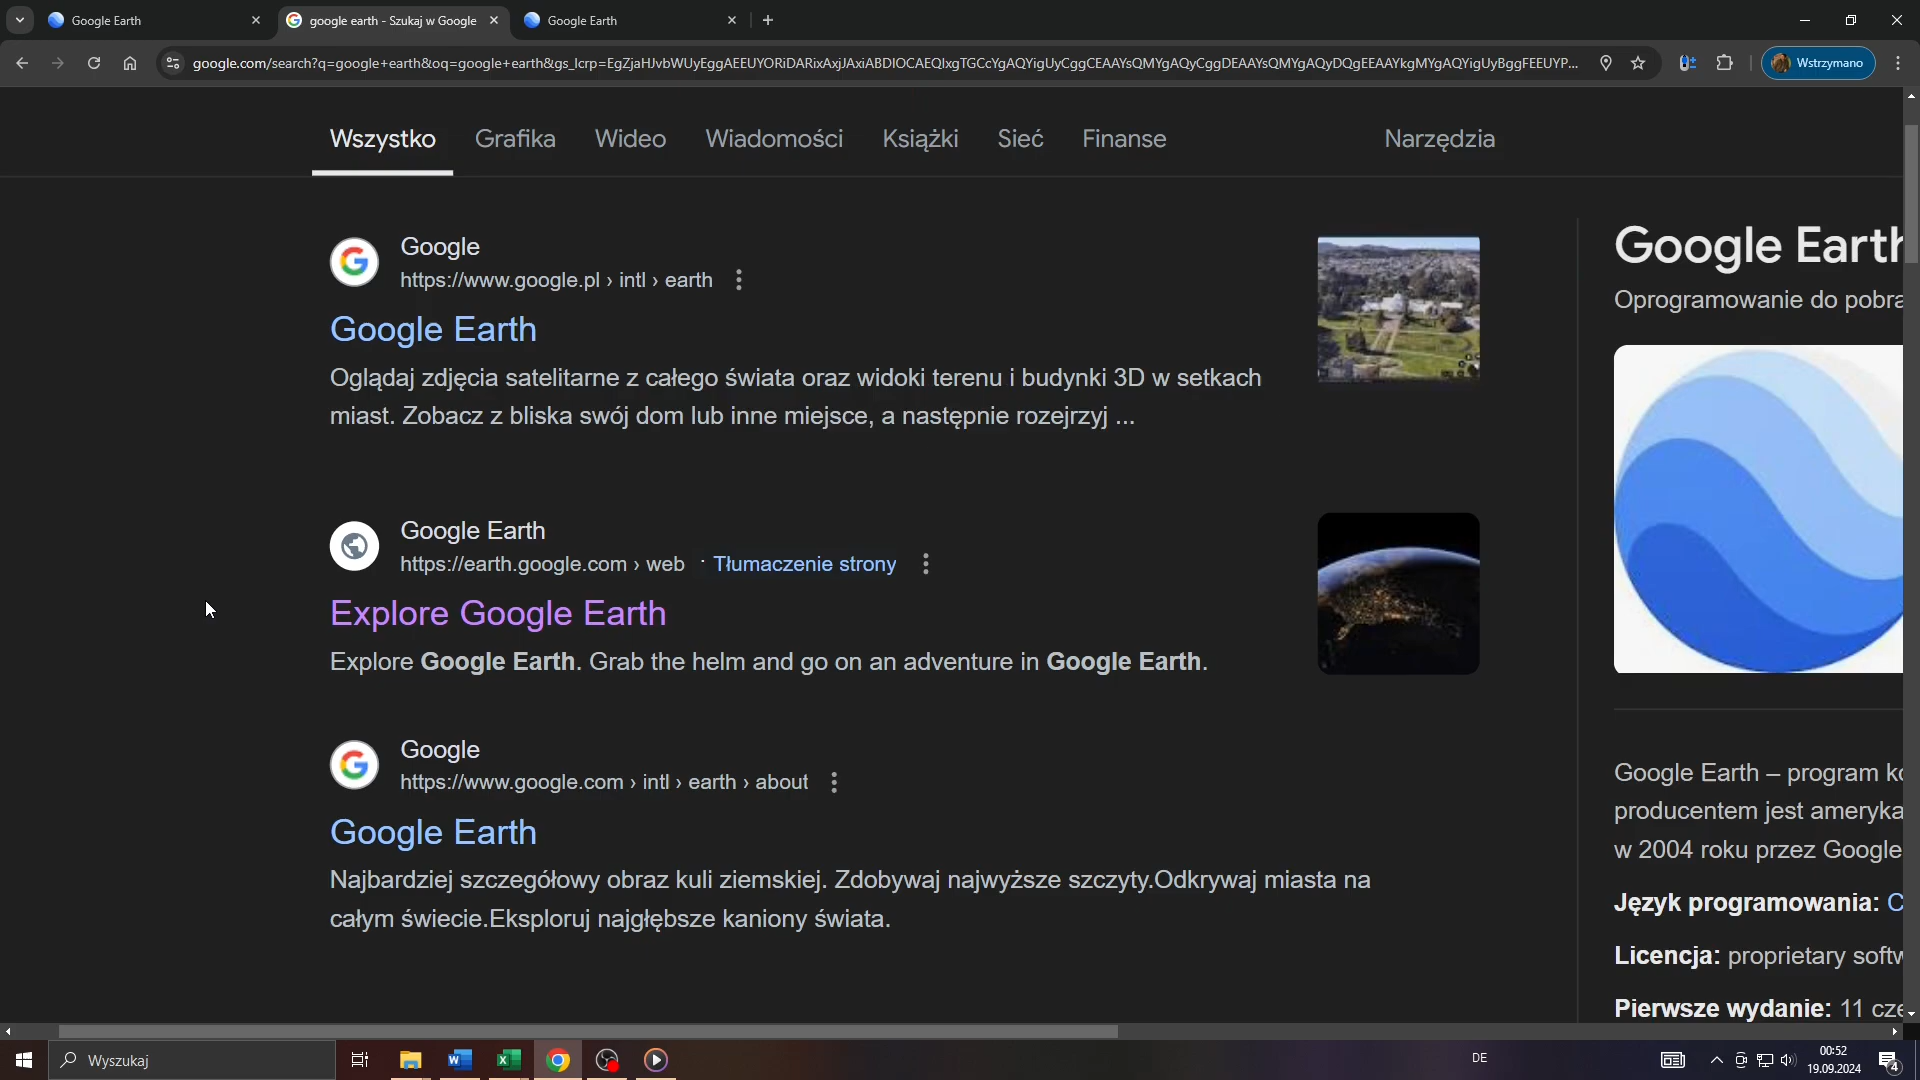 Google Earth
google earth - Szukaj w Google
Google Earth
google.com/search?q=google+earth&oq=google+earth&gs_lcrp=EgZjaHJvbWUyEggAEEUYORiDARixAxjJAxiABDIOCAEQIxgTGCcYgAQYigUyCggCEAAYsQMYgAQyCggDEAAYsQMYgAQyDQgEEAAYkgMYgAQYigUyBggFEEUYP...
Wstrzymano
Wszystko
Grafika
Wideo
Wiadomości
Książki
Sieć
Finanse
Narzędzia
Google
https://www.google.pl › intl › earth
Google Earth
Oglądaj zdjęcia satelitarne z całego świata oraz widoki terenu i budynki 3D w setkach
miast. Zobacz z bliska swój dom lub inne miejsce, a następnie rozejrzyj ...
Google Earth
https://earth.google.com › web · Tłumaczenie strony
Explore Google Earth
Explore Google Earth. Grab the helm and go on an adventure in Google Earth.
Google
https://www.google.com › intl › earth › about
Google Earth
Najbardziej szczegółowy obraz kuli ziemskiej. Zdobywaj najwyższe szczyty.Odkrywaj miasta na
całym świecie.Eksploruj najgłębsze kaniony świata.
Google Earth
Oprogramowanie do pobra
Google Earth – program ko
producentem jest ameryka
w 2004 roku przez Google
Język programowania: C
Licencja: proprietary softw
Pierwsze wydanie: 11 cze
Wyszukaj
DE
00:52
19.09.2024
4